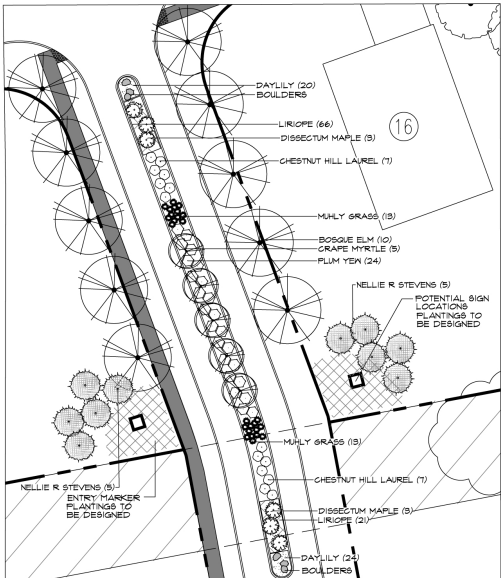 DAYLILY (20)
BOULDERS
LIRIOPE (66)
DISSECTUM MAPLE (3)
16
CHESTNUT HILL LAUREL (7)
MUHLY GRASS (13)
BOSQUE ELM (10)
CRAPE MYRTLE (5)
PLUM YEW (24)
NELLIE R STEVENS (5)
POTENTIAL SIGN
LOCATIONS
PLANTINGS TO
BE DESIGNED
MUHLY GRASS (13)
CHESTNUT HILL LAUREL (7)
NELLIE R STEVENS (5)
ENTRY MARKER
PLANTINGS TO
BE DESIGNED
DISSECTUM MAPLE (3)
LIRIOPE (21)
DAYLILY (24)
BOULDERS